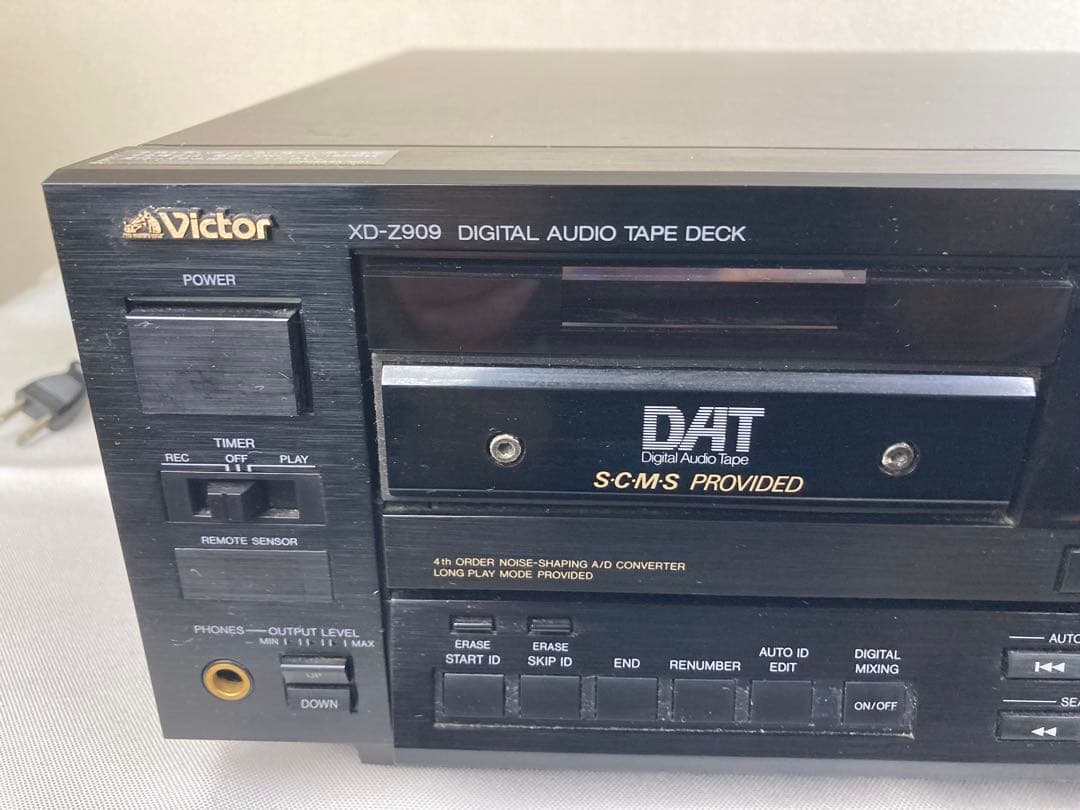 Victor
XD-Z909 DIGITAL AUDIO TAPE DECK
POWER
TIMER
REC OFF PLAY
REMOTE SENSOR
PHONES OUTPUT LEVEL
MIN MAX
UP
DOWN
DAT
Digital Audio Tape
S·C·M·S PROVIDED
4th ORDER NOISE-SHAPING A/D CONVERTER
LONG PLAY MODE PROVIDED
ERASE
START ID
ERASE
SKIP ID
END
RENUMBER
AUTO ID
EDIT
DIGITAL
MIXING
ON/OFF
AUTO
SEA